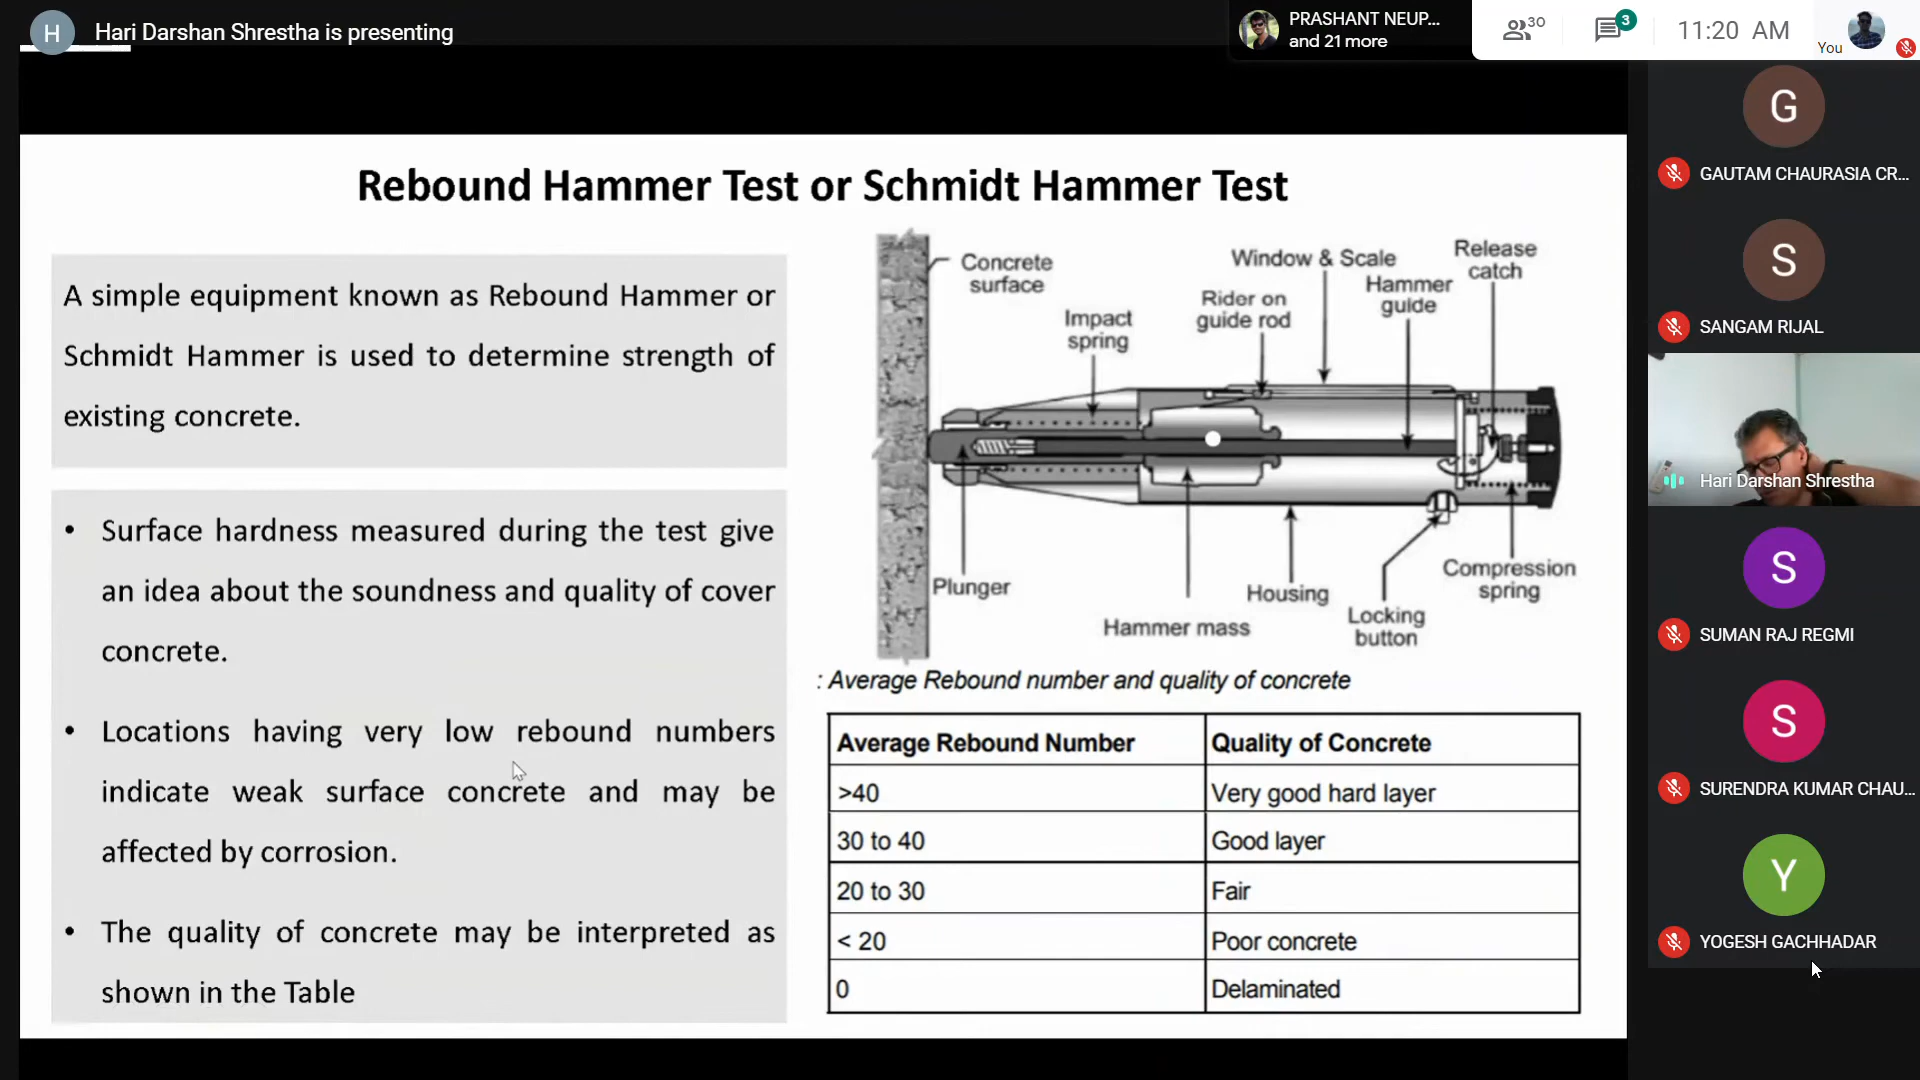 H
Hari Darshan Shrestha is presenting
PRASHANT NEUP...
and 21 more
30
3
11:20 AM
You
Rebound Hammer Test or Schmidt Hammer Test
A simple equipment known as Rebound Hammer or
Schmidt Hammer is used to determine strength of
existing concrete.
• Surface hardness measured during the test give
an idea about the soundness and quality of cover
concrete.
• Locations having very low rebound numbers
indicate weak surface concrete and may be
affected by corrosion.
• The quality of concrete may be interpreted as
shown in the Table
Concrete
surface
Impact
spring
Rider on
guide rod
Window & Scale
Hammer
guide
Release
catch
Plunger
Hammer mass
Housing
Locking
button
Compression
spring
: Average Rebound number and quality of concrete
Average Rebound Number Quality of Concrete
>40 Very good hard layer
30 to 40 Good layer
20 to 30 Fair
< 20 Poor concrete
0 Delaminated
G
GAUTAM CHAURASIA CR...
S
SANGAM RIJAL
Hari Darshan Shrestha
S
SUMAN RAJ REGMI
S
SURENDRA KUMAR CHAU...
Y
YOGESH GACHHADAR